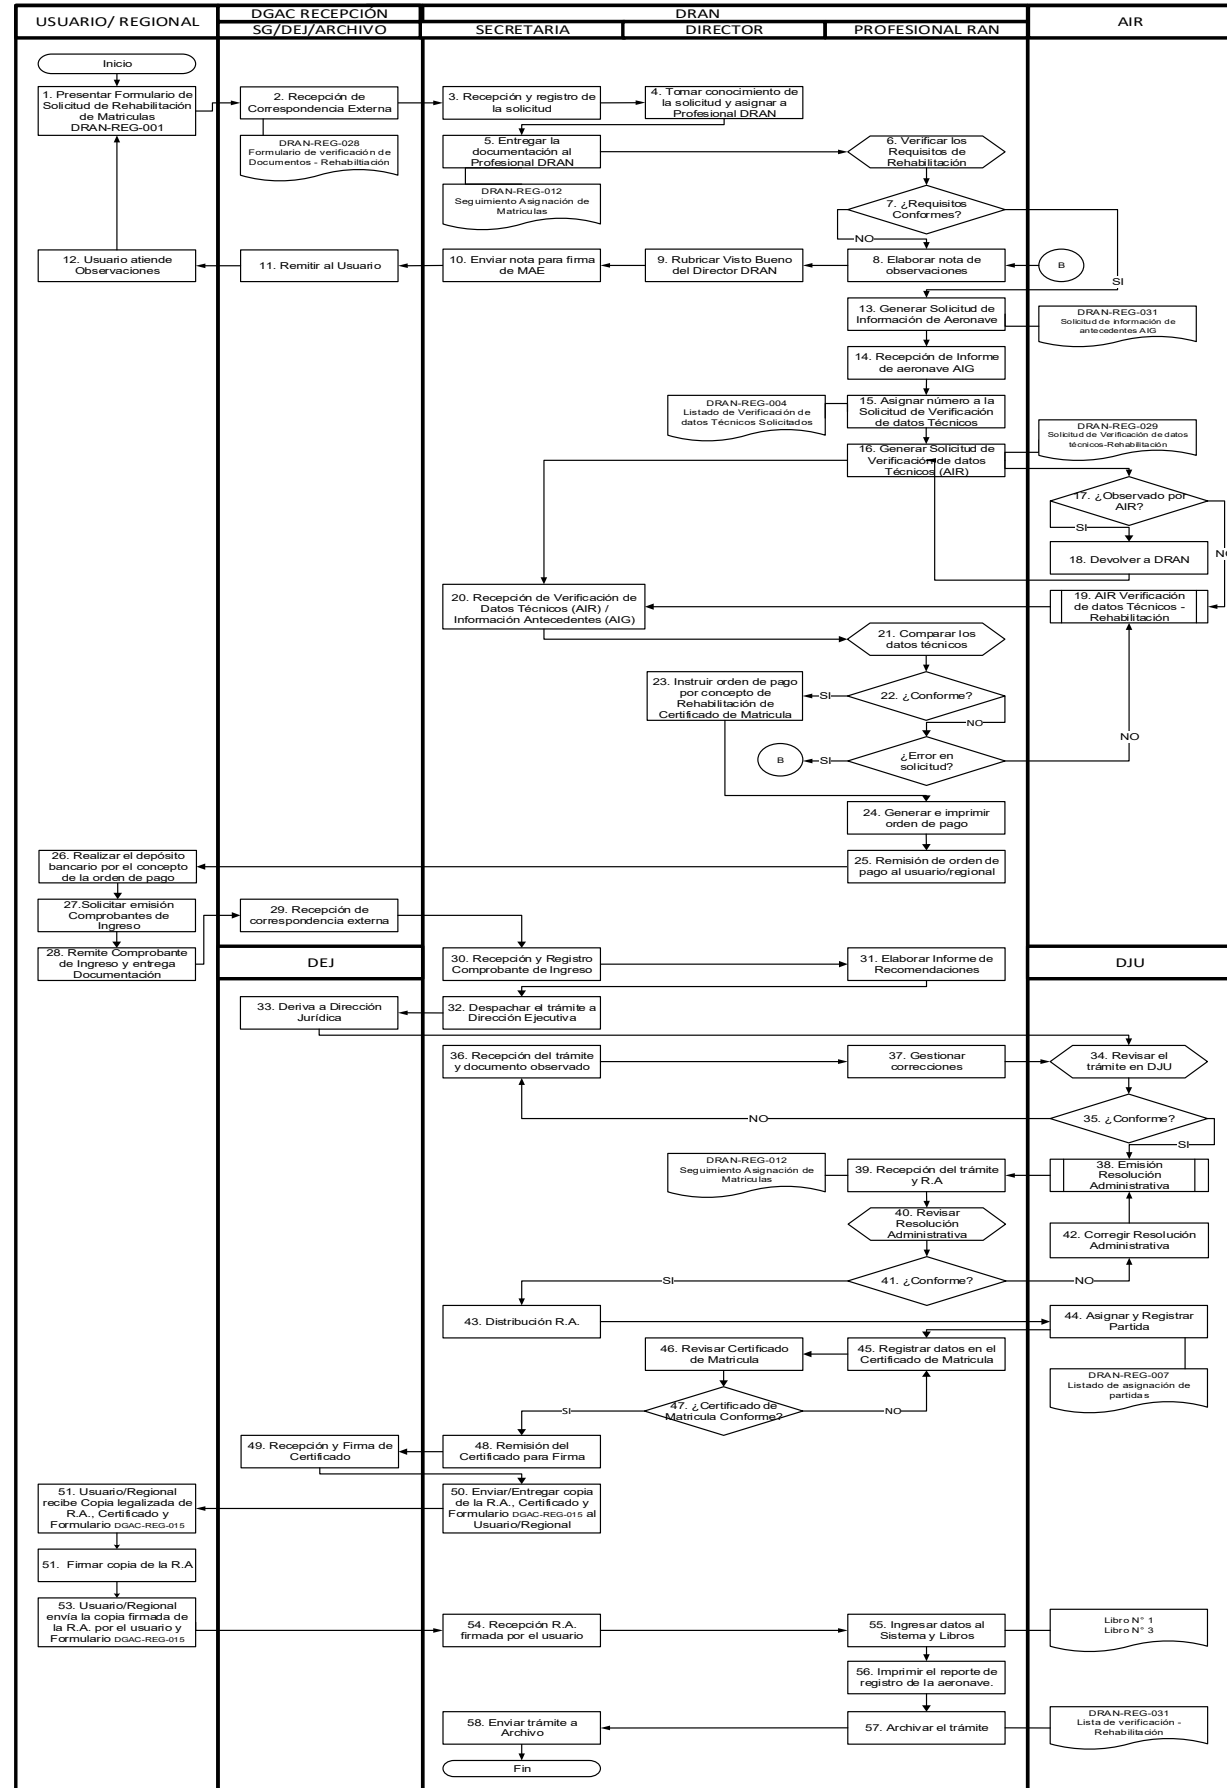 USUARIO/ REGIONAL
DGAC RECEPCIÓN
SG/DEJ/ARCHIVO
DRAN
SECRETARIA
DIRECTOR
PROFESIONAL RAN
AIR
Inicio
1. Presentar Formulario de
Solicitud de Rehabilitación
de Matriculas
DRAN-REG-001
2. Recepción de
Correspondencia Externa
3. Recepción y registro de
la solicitud
4. Tomar conocimiento de
la solicitud y asignar a
Profesional DRAN
DRAN-REG-028
Formulario de verificación de
Documentos - Rehabiltiación
5. Entregar la
documentación al
Profesional DRAN
6. Verificar los
Requisitos de
Rehabilitación
DRAN-REG-012
Seguimiento Asignación de
Matriculas
7. ¿Requisitos
Conformes?
NO
SI
12. Usuario atiende
Observaciones
11. Remitir al Usuario
10. Enviar nota para firma
de MAE
9. Rubricar Visto Bueno
del Director DRAN
8. Elaborar nota de
observaciones
B
13. Generar Solicitud de
Información de Aeronave
DRAN-REG-031
Solicitud de información de
antecedentes AIG
14. Recepción de Informe
de aeronave AIG
DRAN-REG-004
Listado de Verificación de
datos Técnicos Solicitados
15. Asignar número a la
Solicitud de Verificación
de datos Técnicos
DRAN-REG-029
Solicitud de Verificación de datos
técnicos-Rehabilitación
16. Generar Solicitud de
Verificación de datos
Técnicos (AIR)
17. ¿Observado por
AIR?
SI
NO
18. Devolver a DRAN
20. Recepción de Verificación de
Datos Técnicos (AIR) /
Información Antecedentes (AIG)
19. AIR Verificación
de datos Técnicos -
Rehabilitación
21. Comparar los
datos técnicos
23. Instruir orden de pago
por concepto de
Rehabilitación de
Certificado de Matricula
SI
22. ¿Conforme?
NO
B
SI
¿Error en
solicitud?
NO
24. Generar e imprimir
orden de pago
26. Realizar el depósito
bancario por el concepto
de la orden de pago
25. Remisión de orden de
pago al usuario/regional
27.Solicitar emisión
Comprobantes de
Ingreso
29. Recepción de
correspondencia externa
28. Remite Comprobante
de Ingreso y entrega
Documentación
DEJ
30. Recepción y Registro
Comprobante de Ingreso
31. Elaborar Informe de
Recomendaciones
DJU
33. Deriva a Dirección
Jurídica
32. Despachar el trámite a
Dirección Ejecutiva
36. Recepción del trámite
y documento observado
37. Gestionar
correcciones
34. Revisar el
trámite en DJU
NO
35. ¿Conforme?
SI
DRAN-REG-012
Seguimiento Asignación de
Matriculas
39. Recepción del trámite
y R.A
38. Emisión
Resolución
Administrativa
40. Revisar
Resolución
Administrativa
42. Corregir Resolución
Administrativa
SI
41. ¿Conforme?
NO
43. Distribución R.A.
44. Asignar y Registrar
Partida
46. Revisar Certificado
de Matricula
45. Registrar datos en el
Certificado de Matricula
DRAN-REG-007
Listado de asignación de
partidas
SI
47. ¿Certificado de
Matricula Conforme?
NO
49. Recepción y Firma de
Certificado
48. Remisión del
Certificado para Firma
51. Usuario/Regional
recibe Copia legalizada de
R.A., Certificado y
Formulario DGAC-REG-015
50. Enviar/Entregar copia
de la R.A., Certificado y
Formulario DGAC-REG-015 al
Usuario/Regional
51. Firmar copia de la R.A
53. Usuario/Regional
envía la copia firmada de
la R.A. por el usuario y
Formulario DGAC-REG-015
54. Recepción R.A.
firmada por el usuario
55. Ingresar datos al
Sistema y Libros
Libro N° 1
Libro N° 3
56. Imprimir el reporte de
registro de la aeronave.
58. Enviar trámite a
Archivo
57. Archivar el trámite
DRAN-REG-031
Lista de verificación -
Rehabilitación
Fin